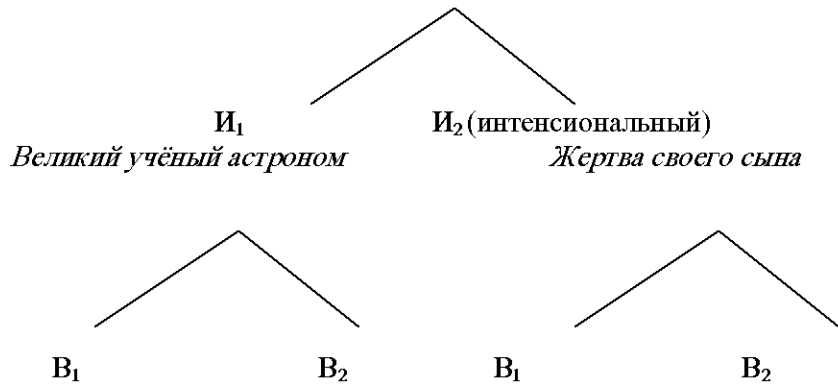 И₁ И₂ (интенсиональный)
Великий учёный астроном Жертва своего сына
В₁ В₂ В₁ В₂